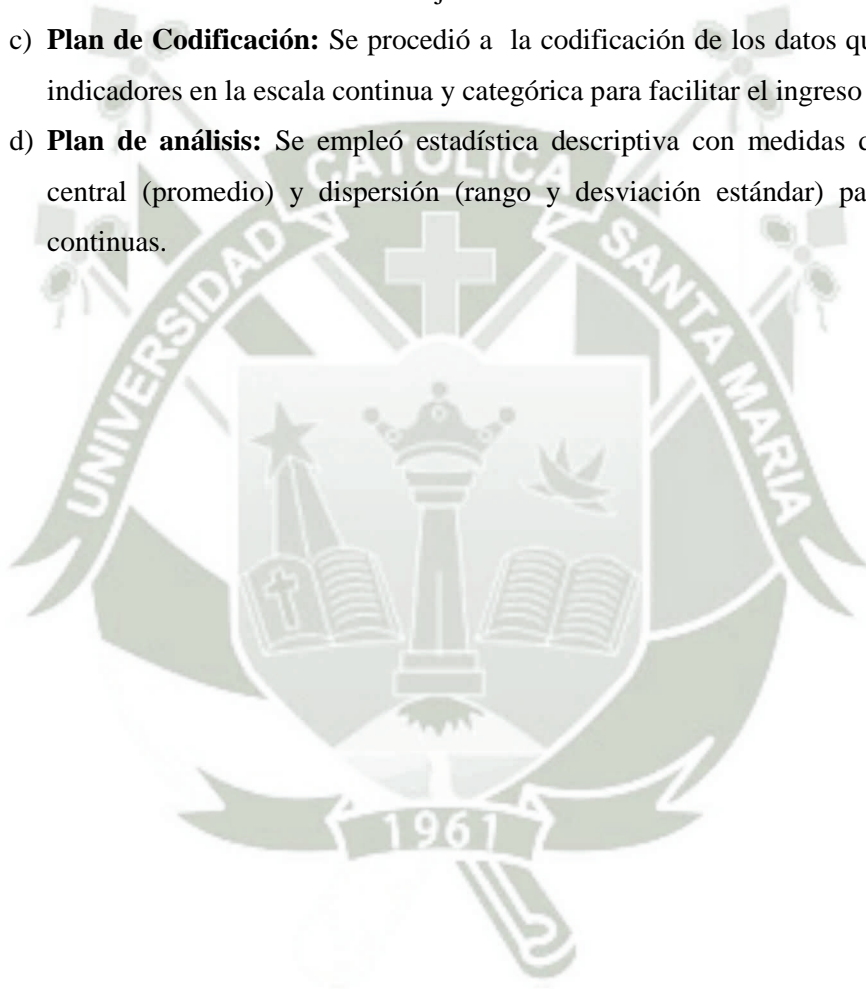 c) Plan de Codificación: Se procedió a la codificación de los datos
indicadores en la escala continua y categórica para facilitar el ingreso
d) Plan de análisis: Se empleó estadística descriptiva con medidas
central (promedio) y dispersión (rango y desviación estándar)
continuas.
UNIVERSIDAD CATOLICA SANTA MARIA
1961